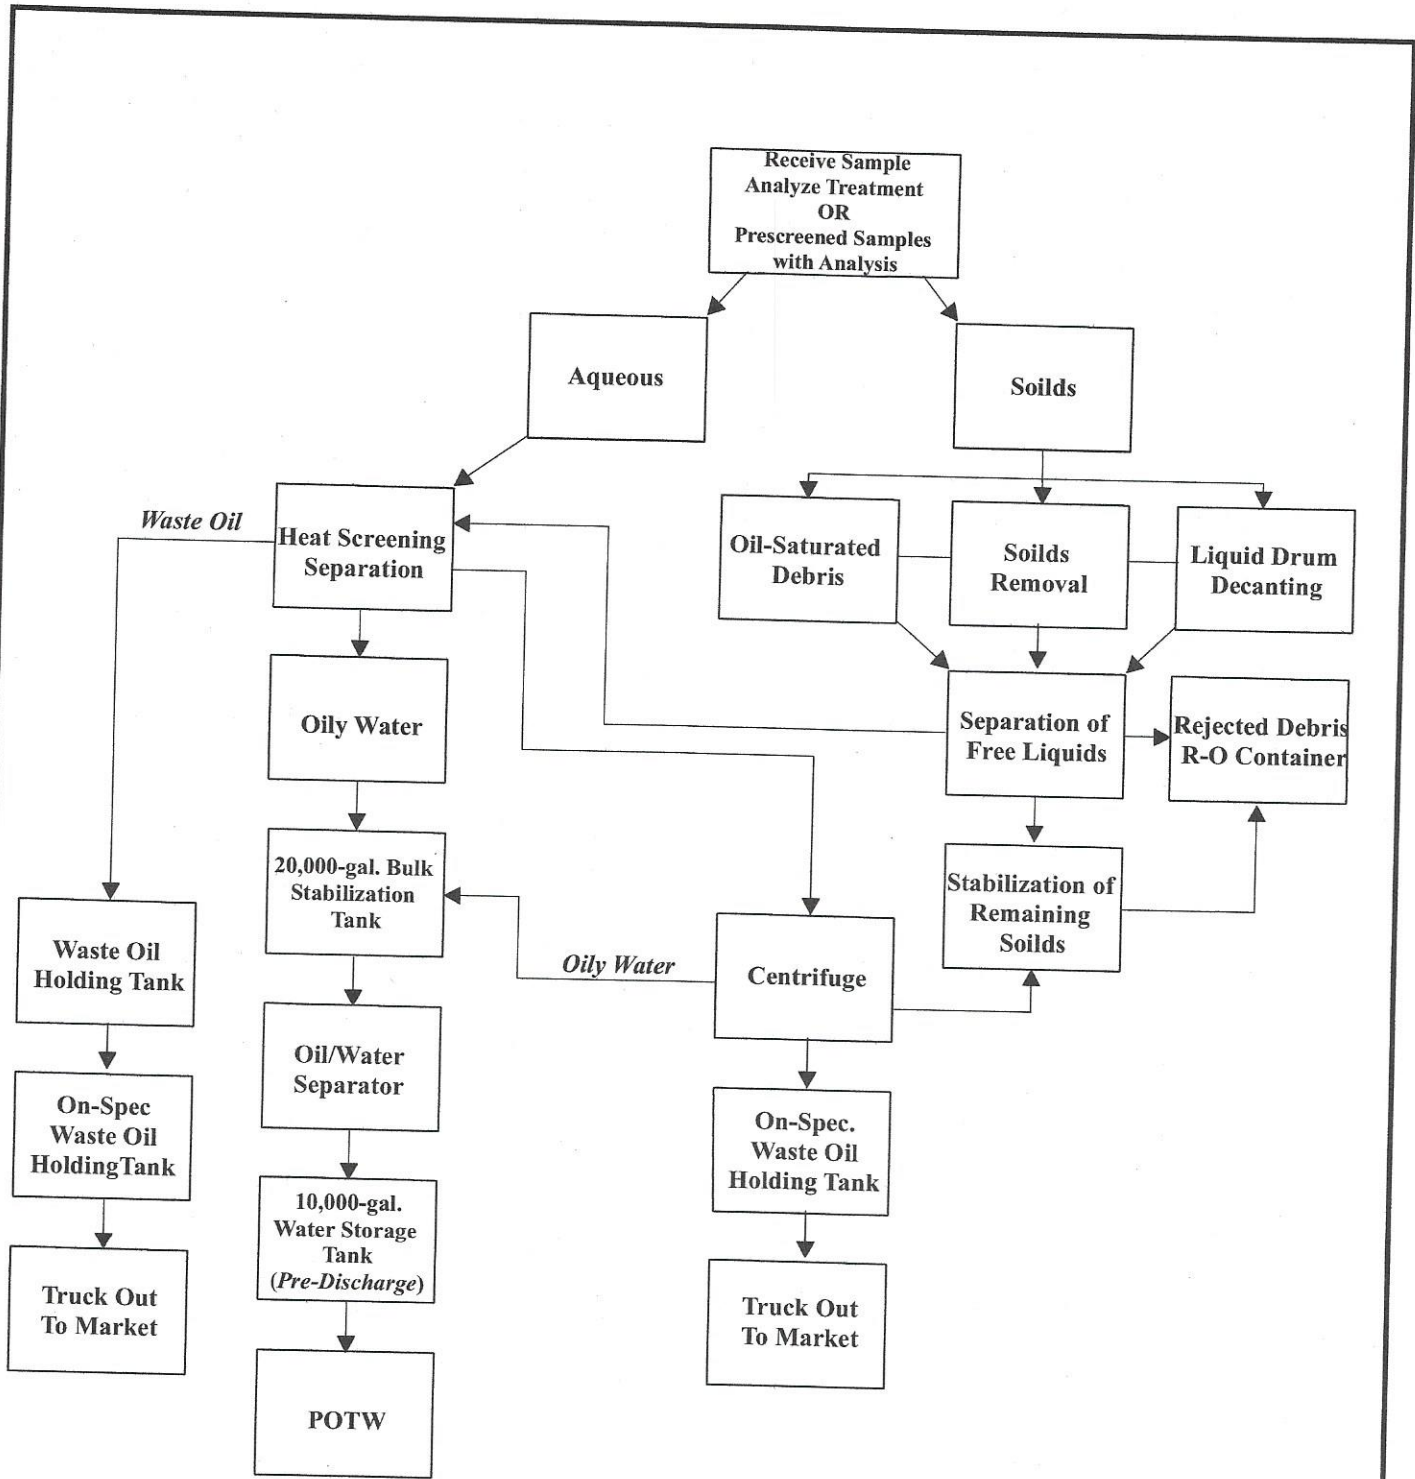 Receive Sample
Analyze Treatment
OR
Prescreened Samples
with Analysis
Aqueous
Soilds
Waste Oil
Heat Screening
Separation
Oil-Saturated
Debris
Soilds
Removal
Liquid Drum
Decanting
Oily Water
Separation of
Free Liquids
Rejected Debris
R-O Container
20,000-gal. Bulk
Stabilization
Tank
Stabilization of
Remaining
Soilds
Waste Oil
Holding Tank
Oily Water
Centrifuge
Oil/Water
Separator
On-Spec
Waste Oil
HoldingTank
On-Spec.
Waste Oil
Holding Tank
10,000-gal.
Water Storage
Tank
(Pre-Discharge)
Truck Out
To Market
Truck Out
To Market
POTW